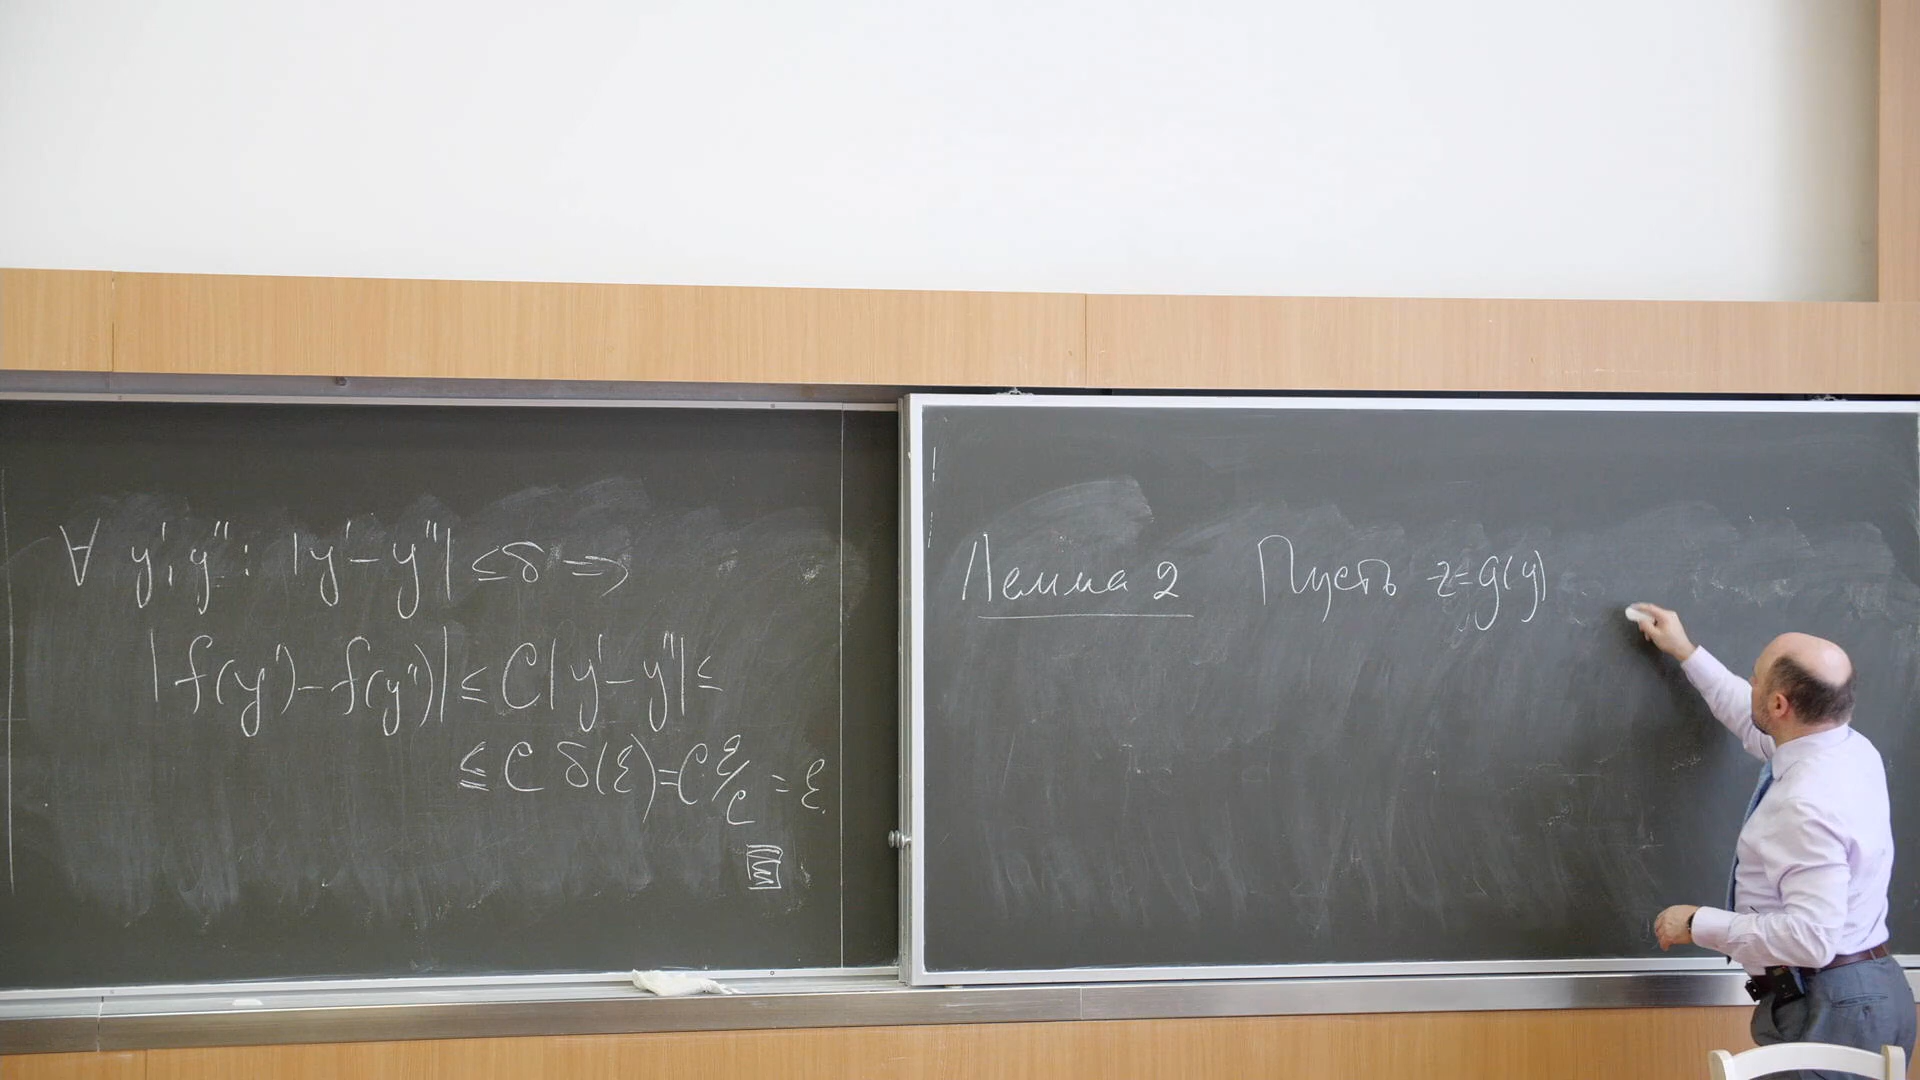 ∀ y', y'': |y' - y''| ≤ δ ⇒
|f(y') - f(y'')| ≤ C|y' - y''| ≤
≤ C δ(ε) = C ε/C = ε.
Лемма 2 Пусть z=g(y)